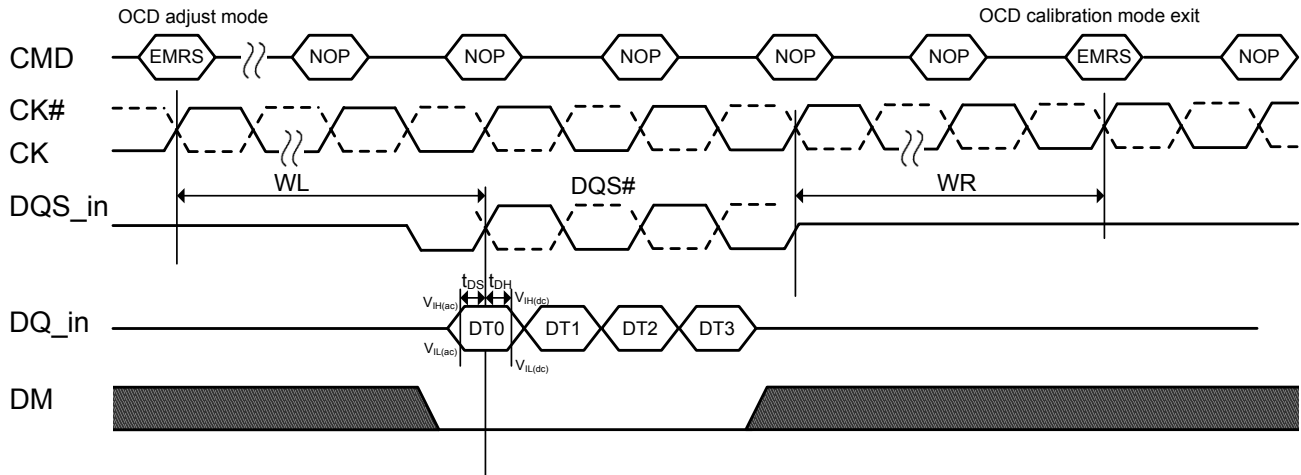 OCD adjust mode OCD calibration mode exit
CMD EMRS NOP NOP NOP NOP NOP EMRS NOP
CK#
CK
WL DQS# WR
DQS_in
tDS tDH
VIH(ac) VIH(dc)
DQ_in DT0 DT1 DT2 DT3
VIL(ac) VIL(dc)
DM